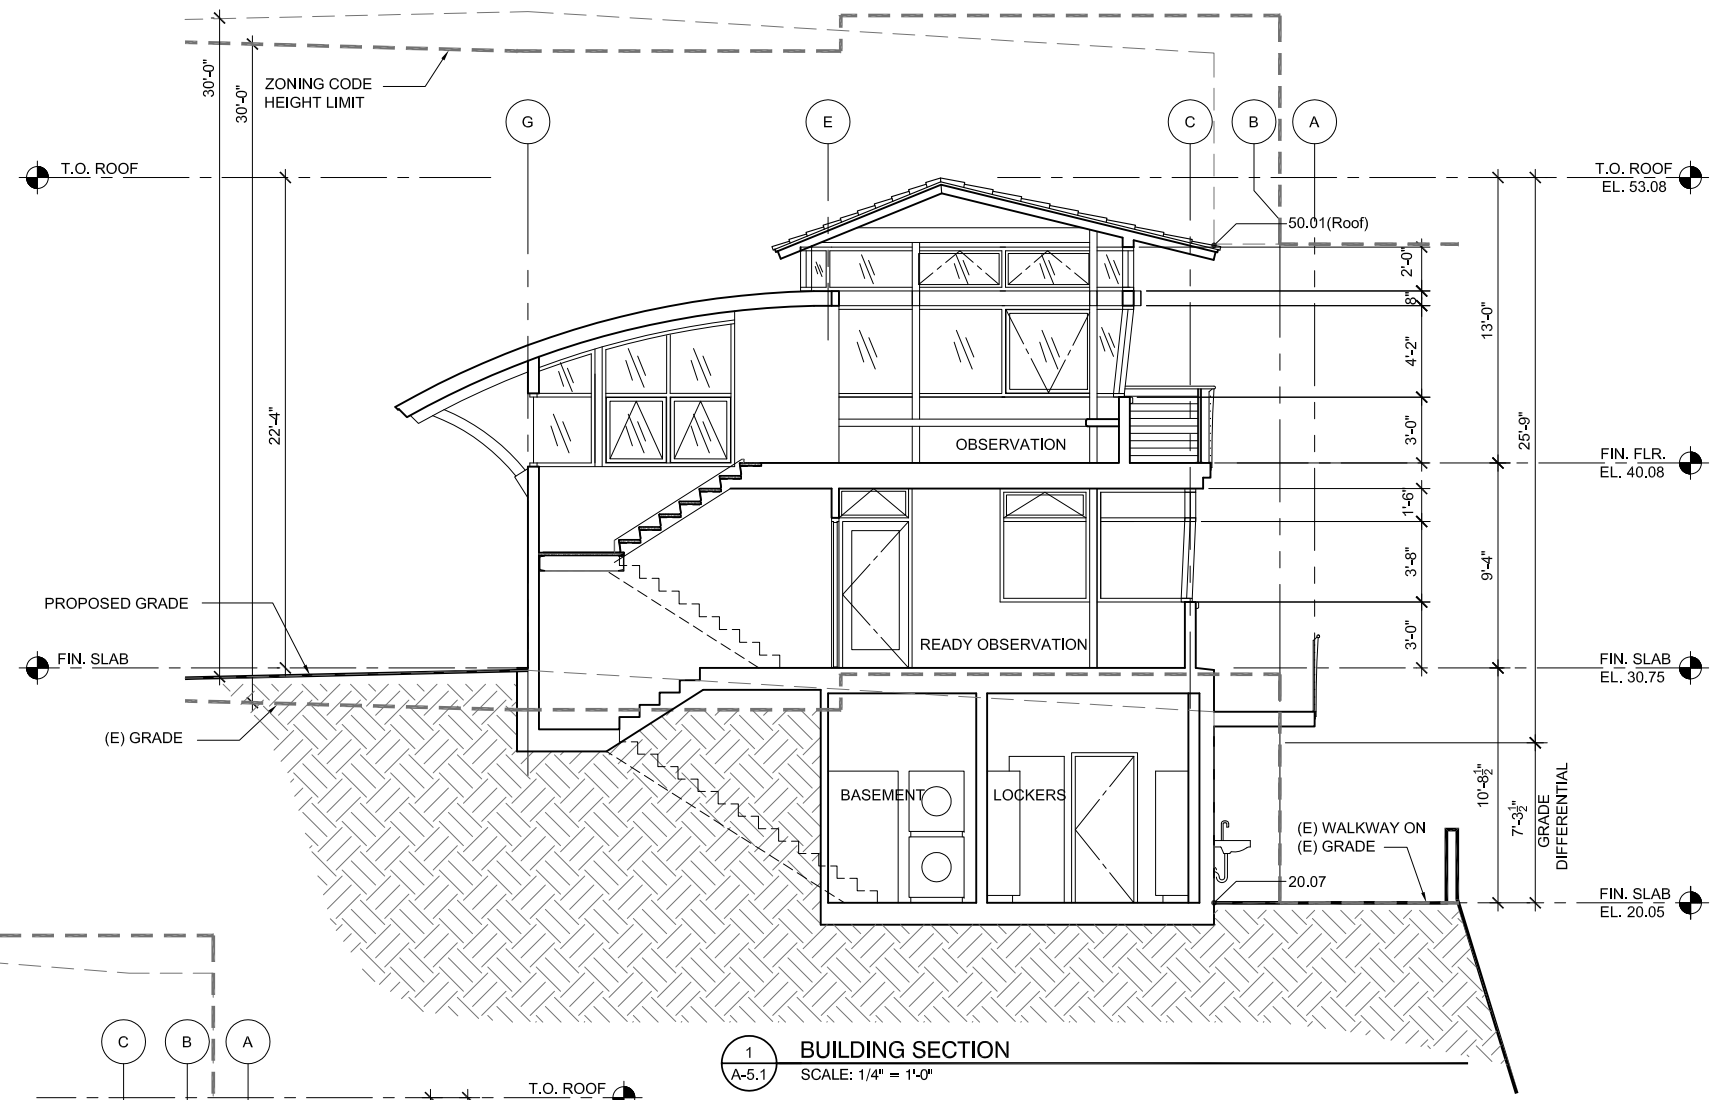 30'-0"
30'-0"
ZONING CODE
HEIGHT LIMIT
G
E
C
B
A
T.O. ROOF
T.O. ROOF
EL. 53.08
50.01(Roof)
2'-0"
8"
13'-0"
4'-2"
22'-4"
3'-0"
25'-9"
OBSERVATION
FIN. FLR.
EL. 40.08
1'-6"
3'-8"
9'-4"
PROPOSED GRADE
READY OBSERVATION
3'-0"
FIN. SLAB
FIN. SLAB
EL. 30.75
(E) GRADE
BASEMENT
LOCKERS
10'-8½"
7'-3½"
GRADE
DIFFERENTIAL
(E) WALKWAY ON
(E) GRADE
20.07
FIN. SLAB
EL. 20.05
C
B
A
1
A-5.1
BUILDING SECTION
SCALE: 1/4" = 1'-0"
T.O. ROOF